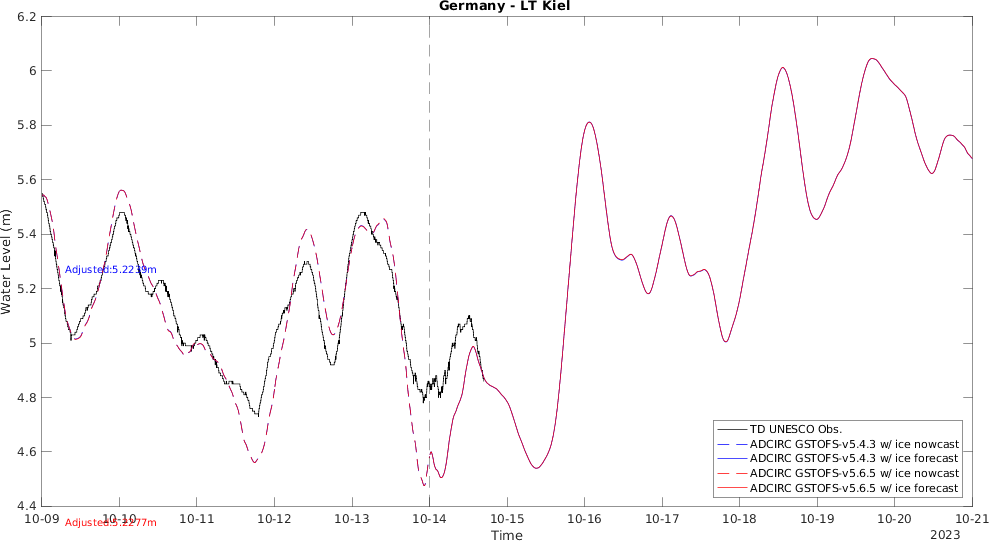 Germany - LT Kiel
6.2
6
5.8
5.6
5.4
5.2
5
4.8
4.6
4.4
Water Level (m)
Adjusted:5.2239m
Adjusted:5.2277m
TD UNESCO Obs.
ADCIRC GSTOFS-v5.4.3 w/ ice nowcast
ADCIRC GSTOFS-v5.4.3 w/ ice forecast
ADCIRC GSTOFS-v5.6.5 w/ ice nowcast
ADCIRC GSTOFS-v5.6.5 w/ ice forecast
10-09 10-10 10-11 10-12 10-13 10-14 10-15 10-16 10-17 10-18 10-19 10-20 10-21
Time
2023